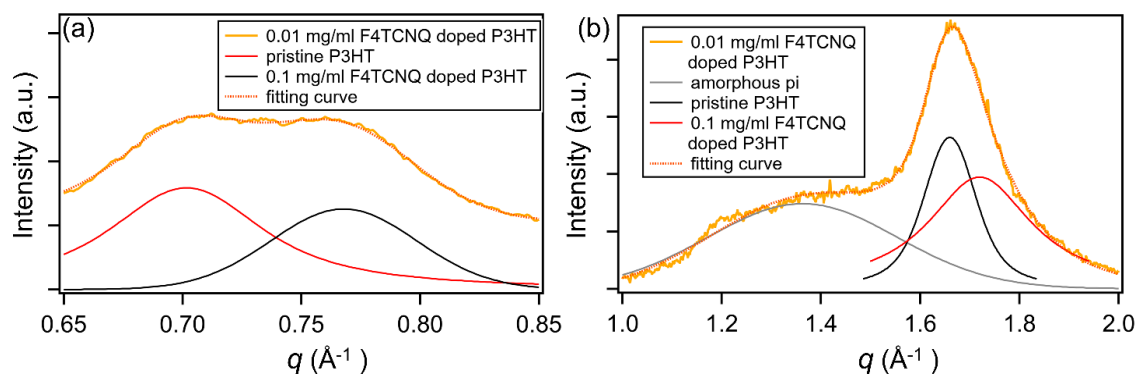 (a)
0.01 mg/ml F4TCNQ doped P3HT
pristine P3HT
0.1 mg/ml F4TCNQ doped P3HT
fitting curve
Intensity (a.u.)
0.65
0.70
0.75
0.80
0.85
q (Å-1)
(b)
0.01 mg/ml F4TCNQ
doped P3HT
amorphous pi
pristine P3HT
0.1 mg/ml F4TCNQ
doped P3HT
fitting curve
Intensity (a.u.)
1.0
1.2
1.4
1.6
1.8
2.0
q (Å-1)